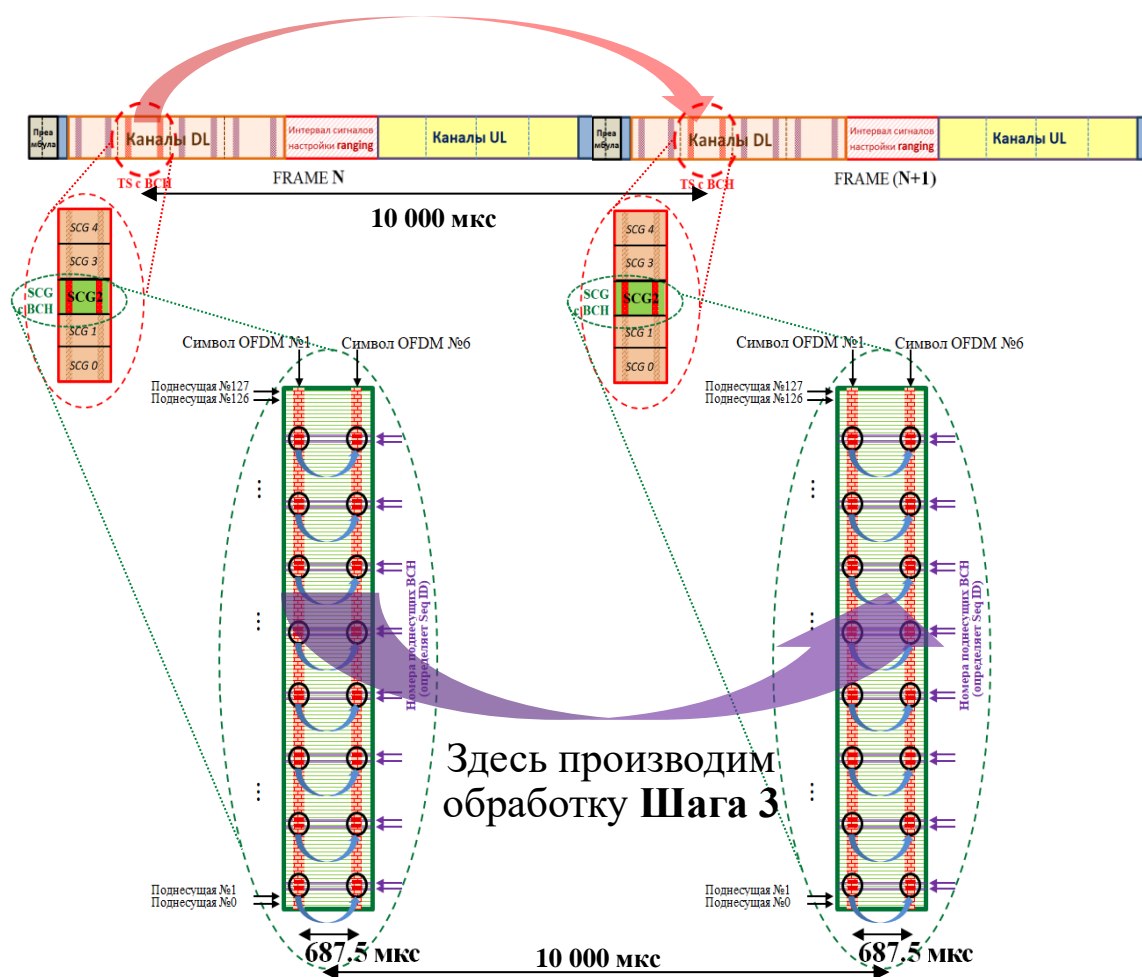 Преа
мбула
Каналы DL
Интервал сигналов
настройки ranging
Каналы UL
Преа
мбула
Каналы DL
Интервал сигналов
настройки ranging
Каналы UL
TS с BCH
FRAME N
TS с BCH
FRAME (N+1)
10 000 мкс
SCG 4
SCG 3
SCG2
SCG 1
SCG 0
SCG
с BCH
SCG 4
SCG 3
SCG2
SCG 1
SCG 0
SCG
с BCH
Символ OFDM №1
Символ OFDM №6
Символ OFDM №1
Символ OFDM №6
Поднесущая №127
Поднесущая №126
Поднесущая №127
Поднесущая №126
...
...
...
...
...
...
Номера поднесущих BCH
(определяет Seq ID)
Номера поднесущих BCH
(определяет Seq ID)
Здесь производим
обработку Шага 3
Поднесущая №1
Поднесущая №0
Поднесущая №1
Поднесущая №0
687.5 мкс
10 000 мкс
687.5 мкс